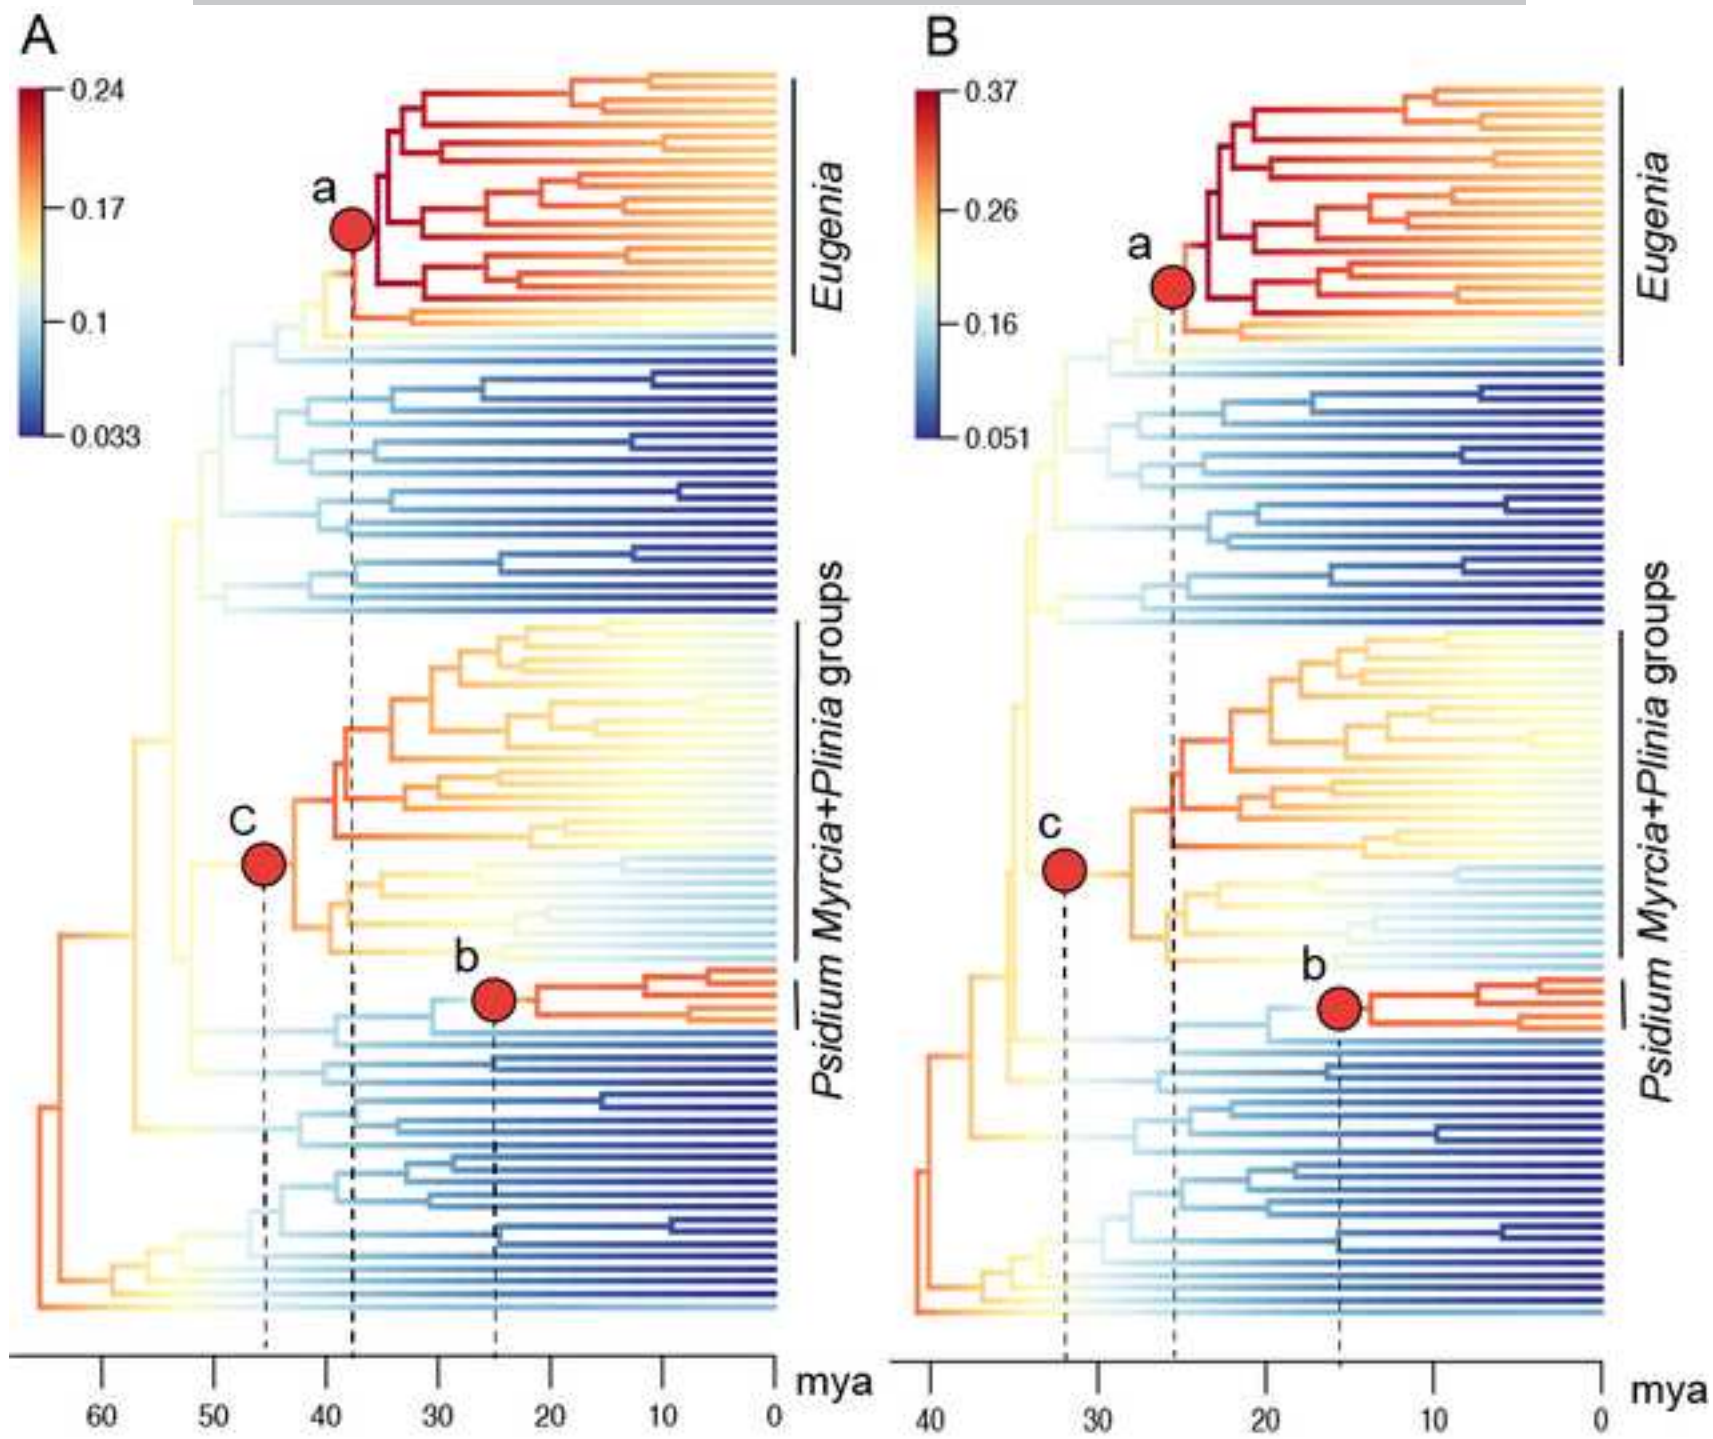 A
0.24
0.17
0.1
0.033
a
c
b
Eugenia
Myrcia+Plinia groups
Psidium
60 50 40 30 20 10 0 mya
B
0.37
0.26
0.16
0.051
a
c
b
Eugenia
Myrcia+Plinia groups
Psidium
40 30 20 10 0 mya